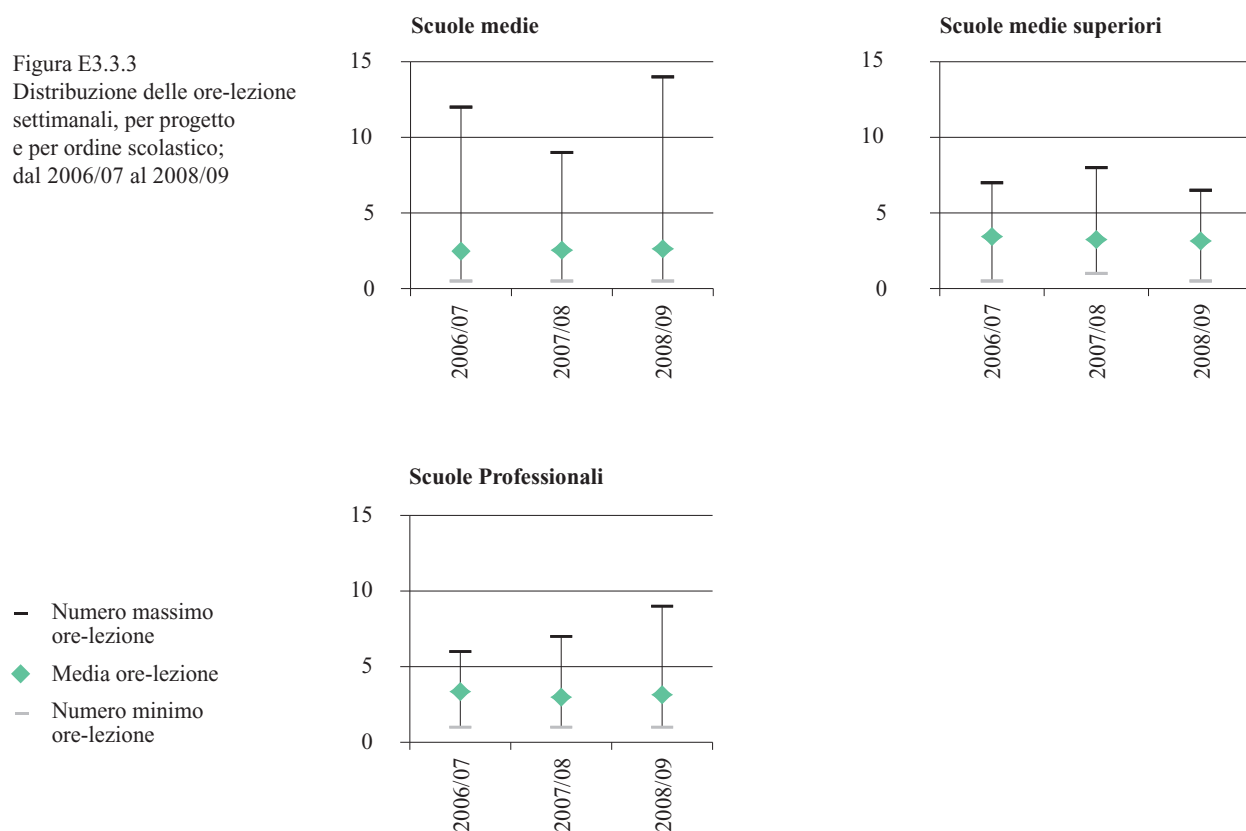 Figura E3.3.3
Distribuzione delle ore-lezione
settimanali, per progetto
e per ordine scolastico;
dal 2006/07 al 2008/09
Scuole medie
15
10
5
0
2006/07
2007/08
2008/09
Scuole medie superiori
15
10
5
0
2006/07
2007/08
2008/09
Scuole Professionali
15
10
5
0
2006/07
2007/08
2008/09
Numero massimo
ore-lezione
Media ore-lezione
Numero minimo
ore-lezione